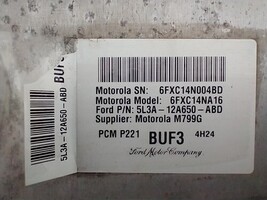 BUF3
5L3A-12A650-ABD
Motorola SN: 6FXC14N004BD
Motorola Model: 6FXC14NA16
Ford P/N: 5L3A-12A650-ABD
Supplier: Motorola M799G
PCM P221 BUF3 4H24
Ford Motor Company